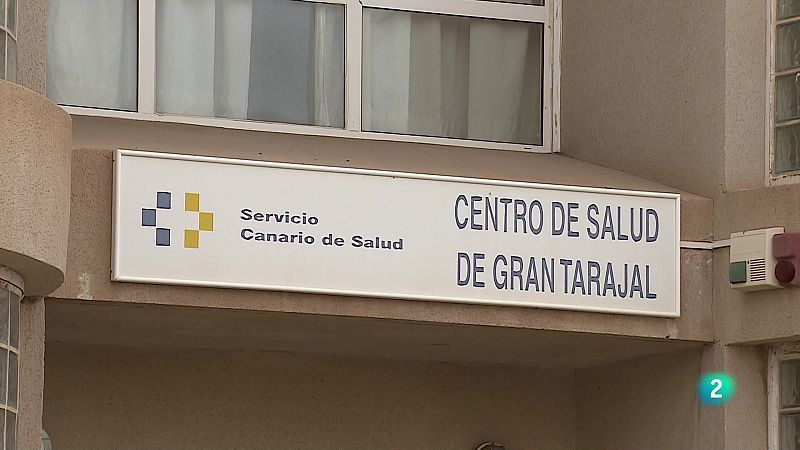 Servicio
Canario de Salud
CENTRO DE SALUD
DE GRAN TARAJAL
2